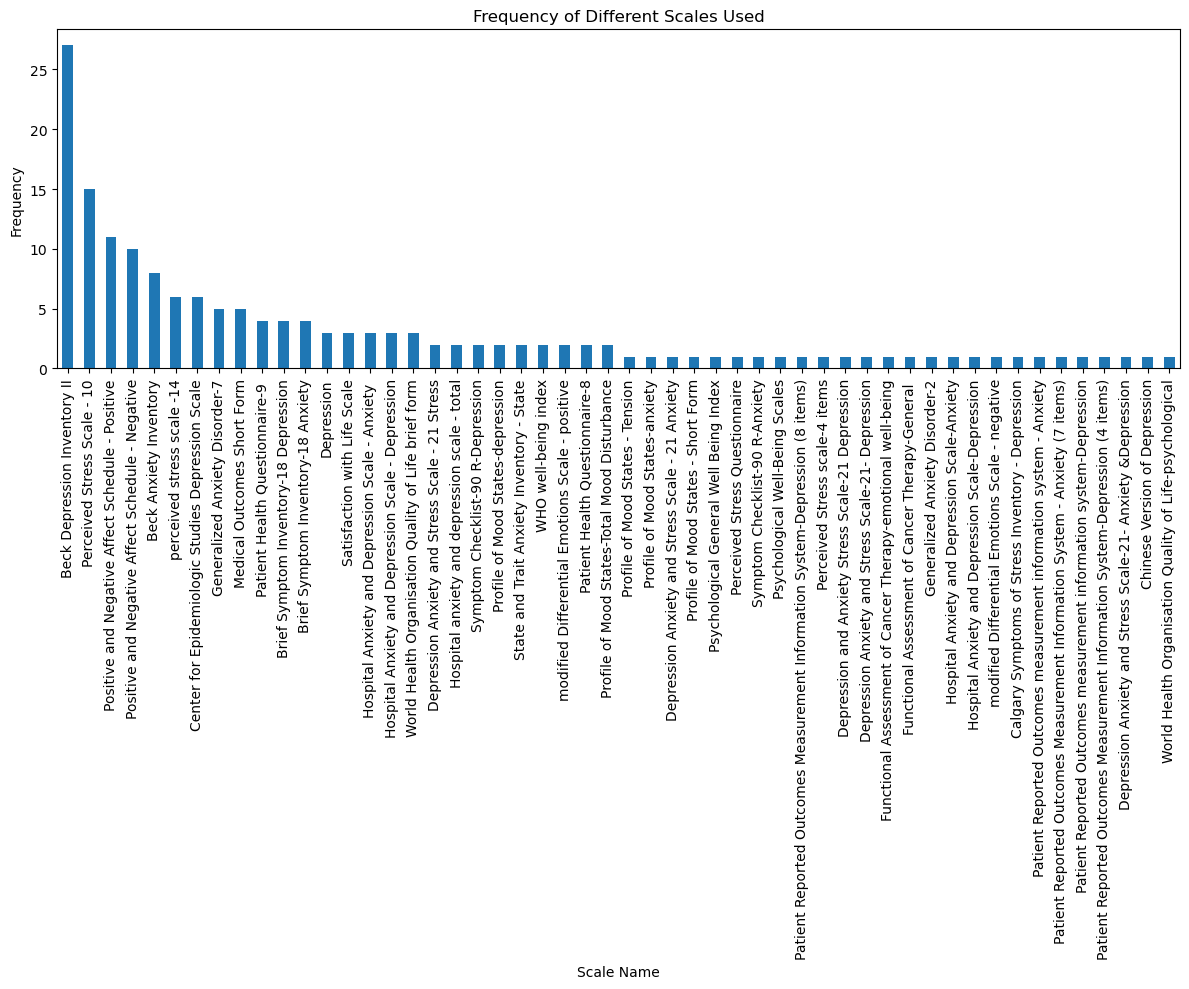 Frequency of Different Scales Used
Frequency
25
20
15
10
5
0
Beck Depression Inventory II
Perceived Stress Scale - 10
Positive and Negative Affect Schedule - Positive
Positive and Negative Affect Schedule - Negative
Beck Anxiety Inventory
perceived stress scale -14
Center for Epidemiologic Studies Depression Scale
Generalized Anxiety Disorder-7
Medical Outcomes Short Form
Patient Health Questionnaire-9
Brief Symptom Inventory-18 Depression
Brief Symptom Inventory-18 Anxiety
Depression
Satisfaction with Life Scale
Hospital Anxiety and Depression Scale - Anxiety
Hospital Anxiety and Depression Scale - Depression
World Health Organisation Quality of Life brief form
Depression Anxiety and Stress Scale - 21 Stress
Hospital anxiety and depression scale - total
Symptom Checklist-90 R-Depression
Profile of Mood States-depression
State and Trait Anxiety Inventory - State
WHO well-being index
modified Differential Emotions Scale - positive
Patient Health Questionnaire-8
Profile of Mood States-Total Mood Disturbance
Profile of Mood States - Tension
Profile of Mood States-anxiety
Depression Anxiety and Stress Scale - 21 Anxiety
Profile of Mood States - Short Form
Psychological General Well Being Index
Perceived Stress Questionnaire
Symptom Checklist-90 R-Anxiety
Psychological Well-Being Scales
Patient Reported Outcomes Measurement Information System-Depression (8 items)
Perceived Stress scale-4 items
Depression and Anxiety Stress Scale-21 Depression
Depression Anxiety and Stress Scale-21- Depression
Functional Assessment of Cancer Therapy-emotional well-being
Functional Assessment of Cancer Therapy-General
Generalized Anxiety Disorder-2
Hospital Anxiety and Depression Scale-Anxiety
Hospital Anxiety and Depression Scale-Depression
modified Differential Emotions Scale - negative
Calgary Symptoms of Stress Inventory - Depression
Patient Reported Outcomes measurement information system - Anxiety
Patient Reported Outcomes Measurement Information System - Anxiety (7 items)
Patient Reported Outcomes measurement information system-Depression
Patient Reported Outcomes Measurement Information System-Depression (4 items)
Depression Anxiety and Stress Scale-21- Anxiety &Depression
Chinese Version of Depression
World Health Organisation Quality of Life-psychological
Scale Name